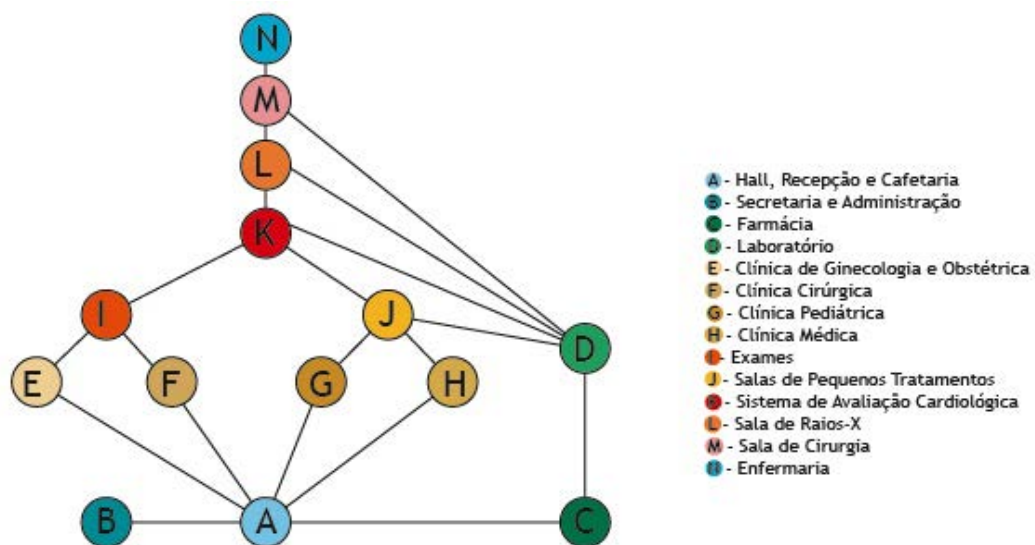 N
M
L
K
I
J
D
E
F
G
H
B
A
C
A - Hall, Recepção e Cafetaria
B - Secretaria e Administração
C - Farmácia
D - Laboratório
E - Clínica de Ginecologia e Obstétrica
F - Clínica Cirúrgica
G - Clínica Pediátrica
H - Clínica Médica
I - Exames
J - Salas de Pequenos Tratamentos
K - Sistema de Avaliação Cardiológica
L - Sala de Raios-X
M - Sala de Cirurgia
N - Enfermaria